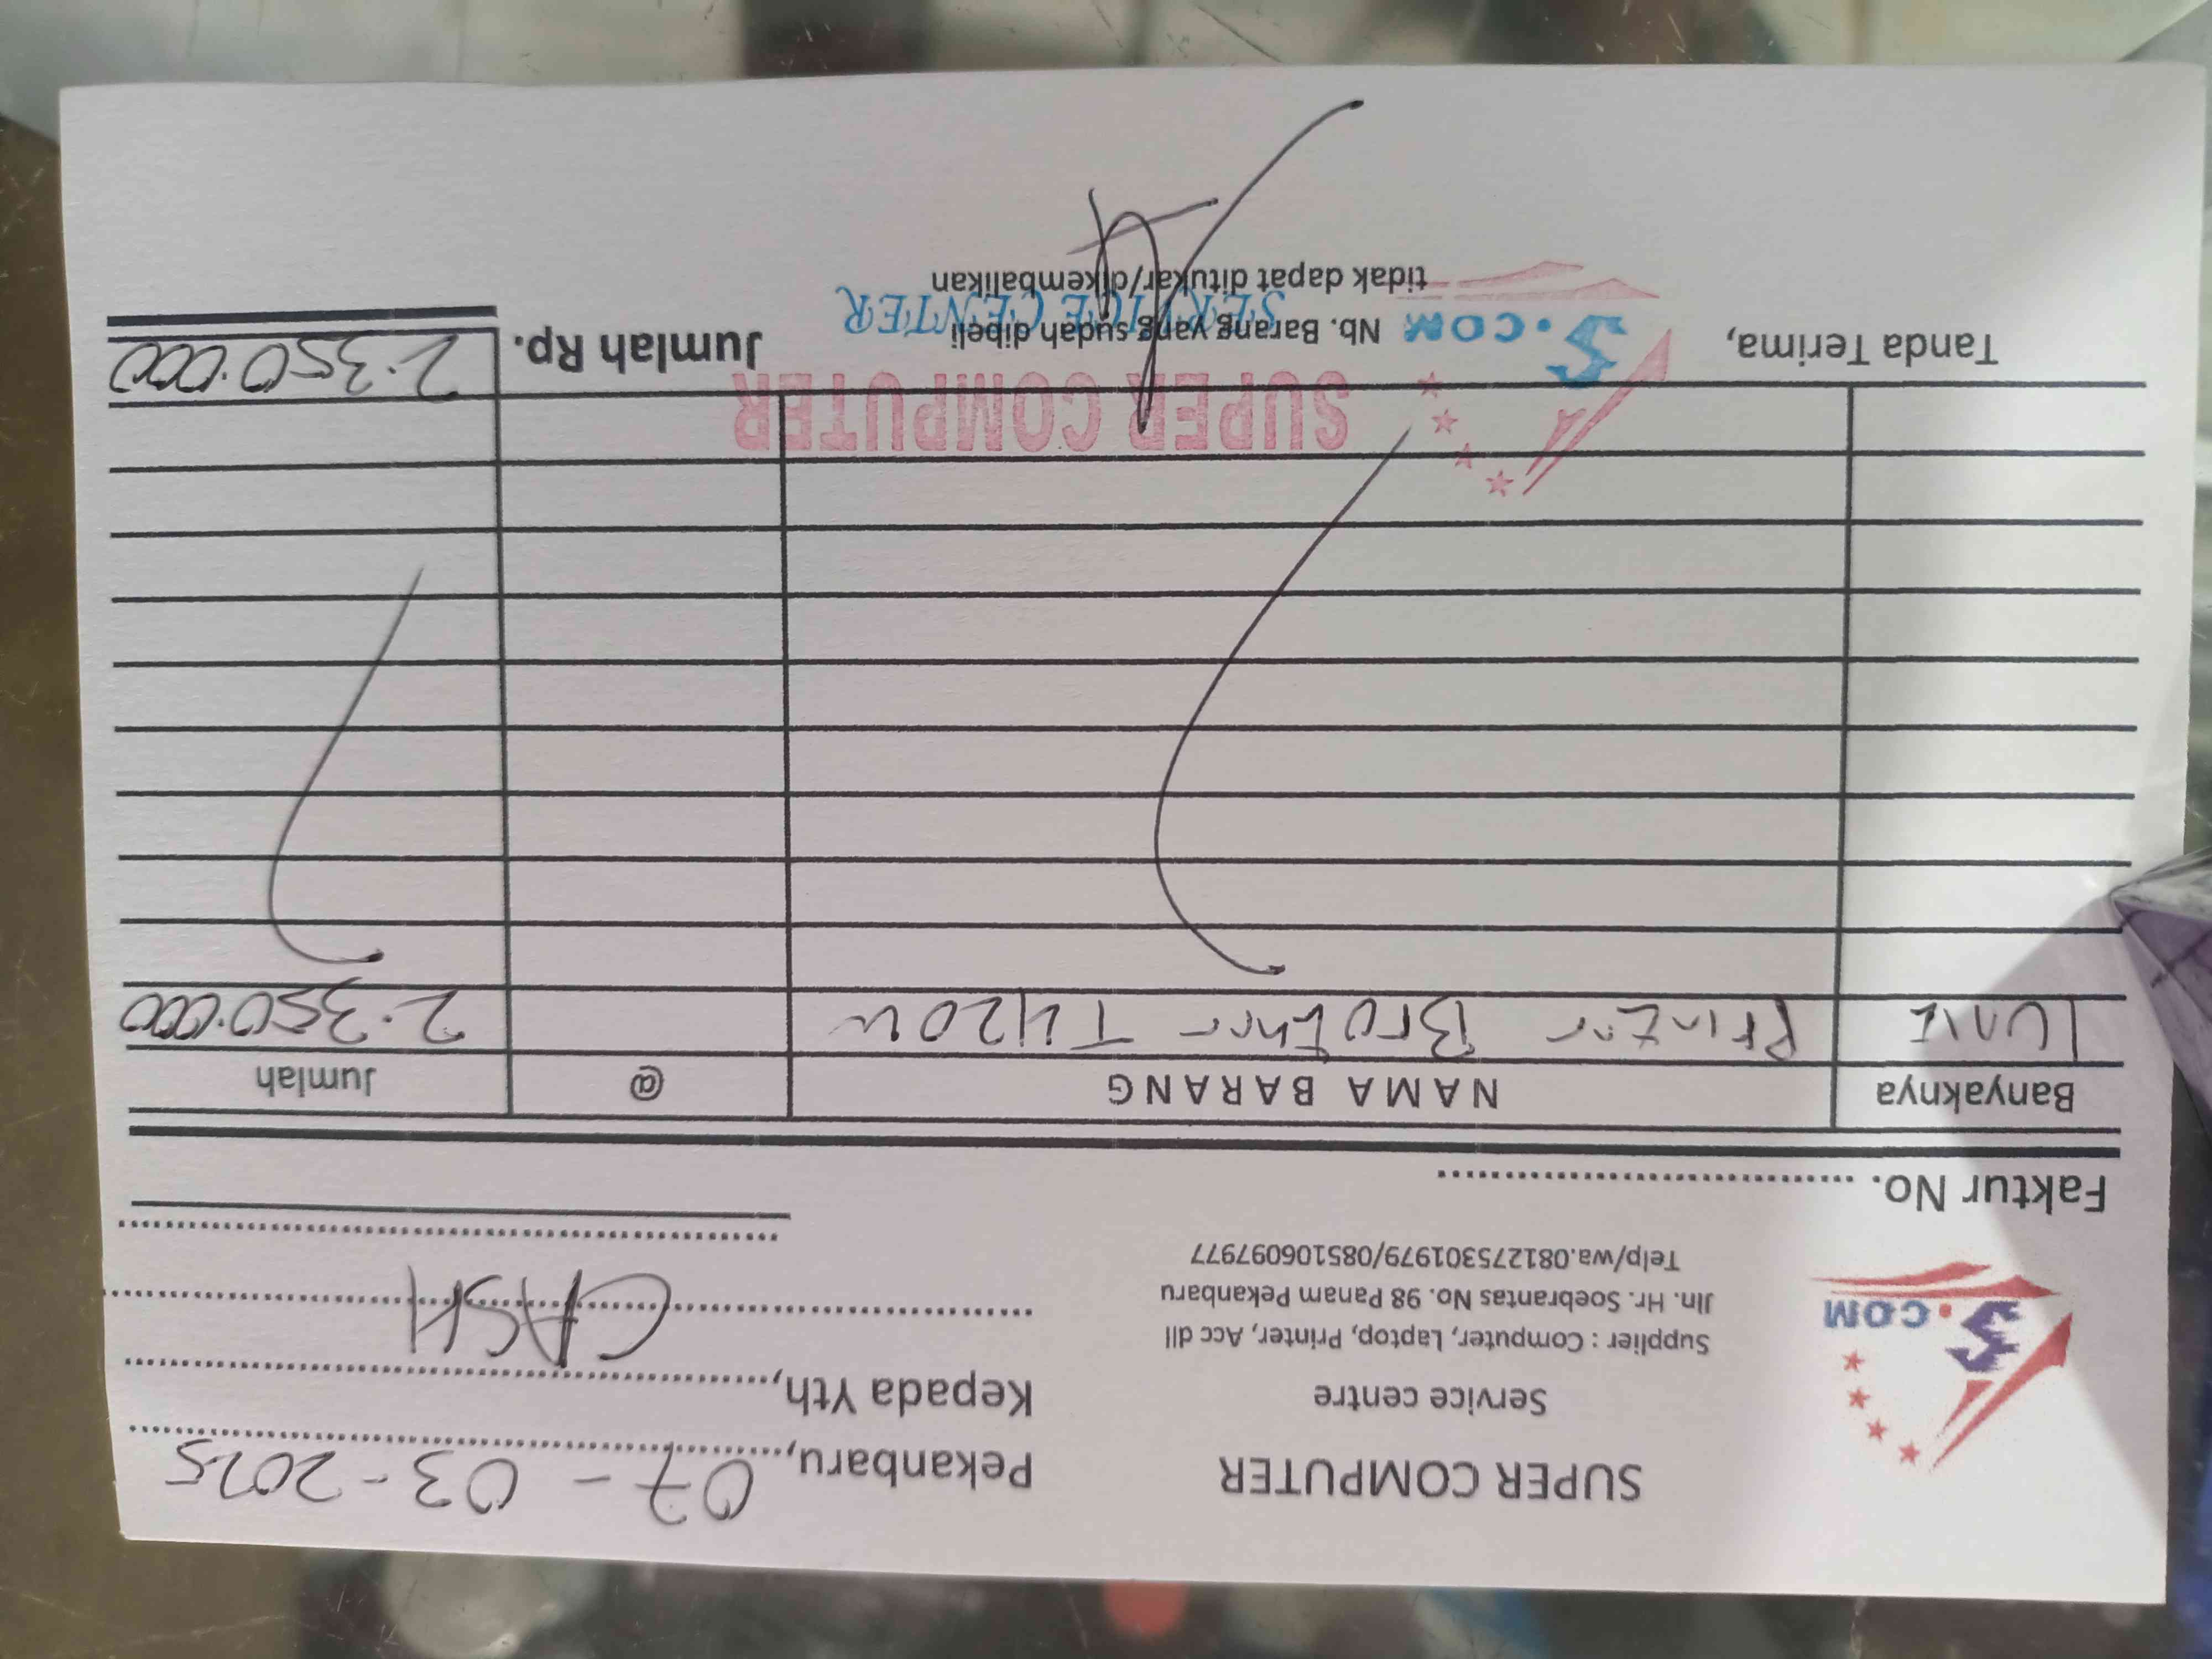 S.COM
SUPER COMPUTER
Service centre
Supplier : Computer, Laptop, Printer, Acc dll
Jln. Hr. Soebrantas No. 98 Panam Pekanbaru
Telp/wa.081275301979/085106097977
Pekanbaru, 07 - 03 - 2025
Kepada Yth,
CASH
Faktur No.
Banyaknya NAMA BARANG @ Jumlah
1 Unit Printer Brother T420W 2.350.000
Tanda Terima,
SUPER COMPUTER
S.COM
SERVICE CENTER
Nb. Barang yang sudah dibeli
tidak dapat ditukar/dikembalikan
Jumlah Rp. 2.350.000